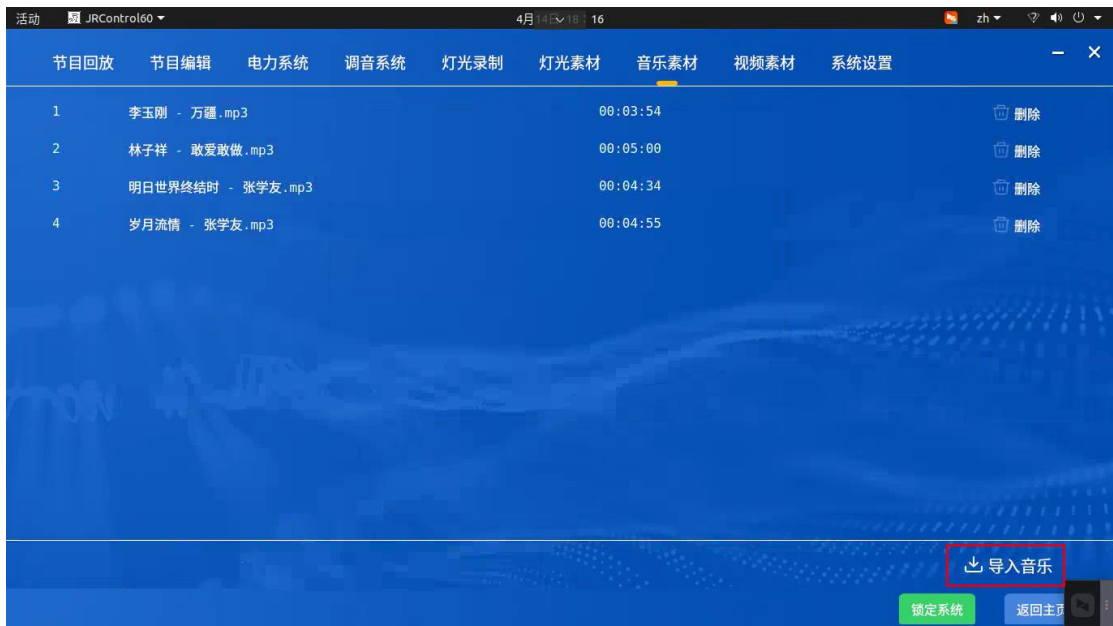 活动 JRControl60 4月14日 18：16 zh
节目回放 节目编辑 电力系统 调音系统 灯光录制 灯光素材 音乐素材 视频素材 系统设置
1 李玉刚 - 万疆.mp3 00:03:54 删除
2 林子祥 - 敢爱敢做.mp3 00:05:00 删除
3 明日世界终结时 - 张学友.mp3 00:04:34 删除
4 岁月流情 - 张学友.mp3 00:04:55 删除
导入音乐
锁定系统 返回主页